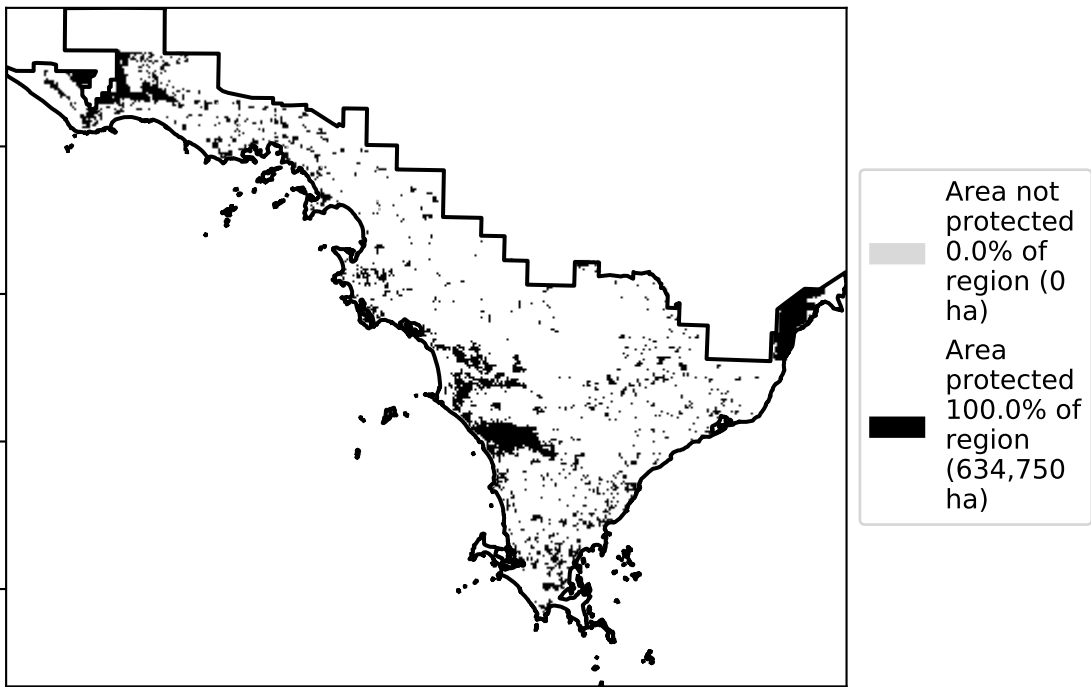 Area not
protected
0.0% of
region (0
ha)
Area
protected
100.0% of
region
(634,750
ha)